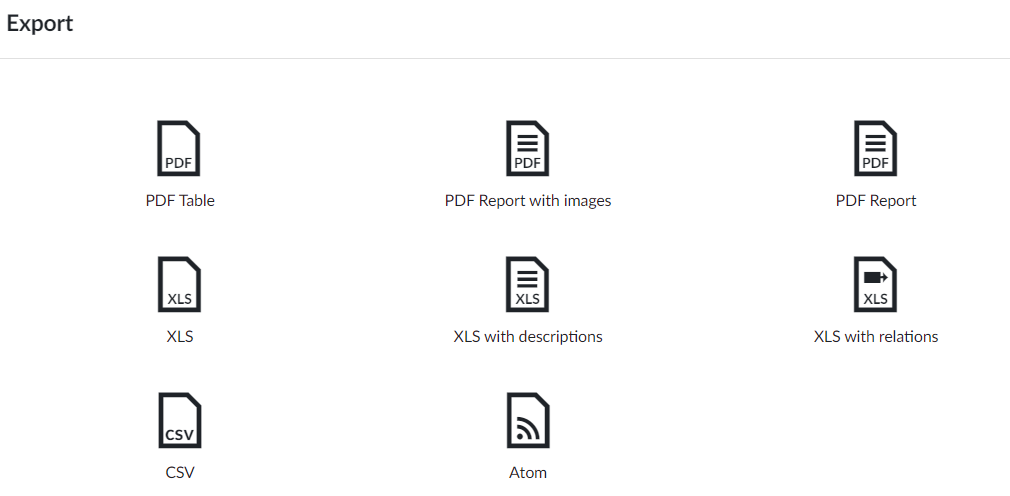 Export
PDF PDF PDF
PDF Table PDF Report with images PDF Report
XLS XLS XLS
XLS XLS with descriptions XLS with relations
CSV
CSV Atom